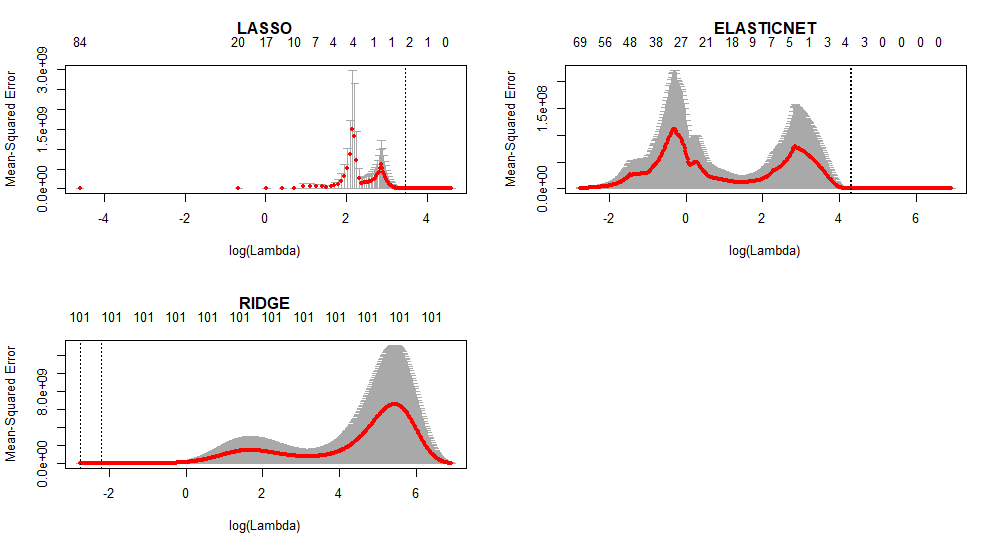 LASSO
84 20 17 10 7 4 4 1 1 2 1 0
Mean-Squared Error
0.0e+00 1.5e+09 3.0e+09
-4 -2 0 2 4
log(Lambda)
ELASTICNET
69 56 48 38 27 21 18 9 7 5 1 3 4 3 0 0 0 0
Mean-Squared Error
0.0e+00 1.5e+08
-2 0 2 4 6
log(Lambda)
RIDGE
101 101 101 101 101 101 101 101 101 101 101 101
Mean-Squared Error
0.0e+00 8.0e+09
-2 0 2 4 6
log(Lambda)